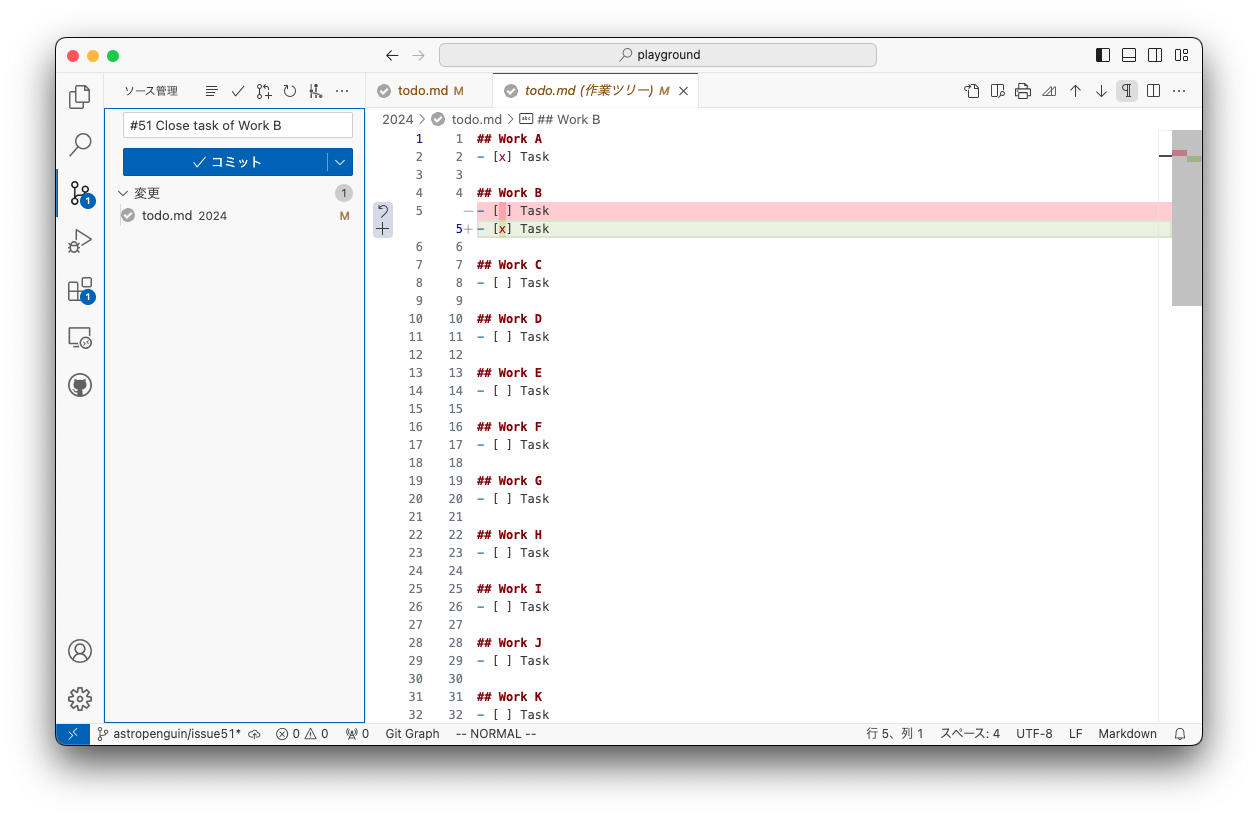 playground
ソース管理
todo.md M
todo.md (作業ツリー) M
#51 Close task of Work B
コミット
変更 1
todo.md 2024 M
1
1
2024 > todo.md > ## Work B
1 1 ## Work A
2 2 - [x] Task
3 3
4 4 ## Work B
5 — - [ ] Task
5 + - [x] Task
6 6
7 7 ## Work C
8 8 - [ ] Task
9 9
10 10 ## Work D
11 11 - [ ] Task
12 12
13 13 ## Work E
14 14 - [ ] Task
15 15
16 16 ## Work F
17 17 - [ ] Task
18 18
19 19 ## Work G
20 20 - [ ] Task
21 21
22 22 ## Work H
23 23 - [ ] Task
24 24
25 25 ## Work I
26 26 - [ ] Task
27 27
28 28 ## Work J
29 29 - [ ] Task
30 30
31 31 ## Work K
32 32 - [ ] Task
astropenguin/issue51* 0 0 0 Git Graph -- NORMAL -- 行 5、列 1 スペース: 4 UTF-8 LF Markdown